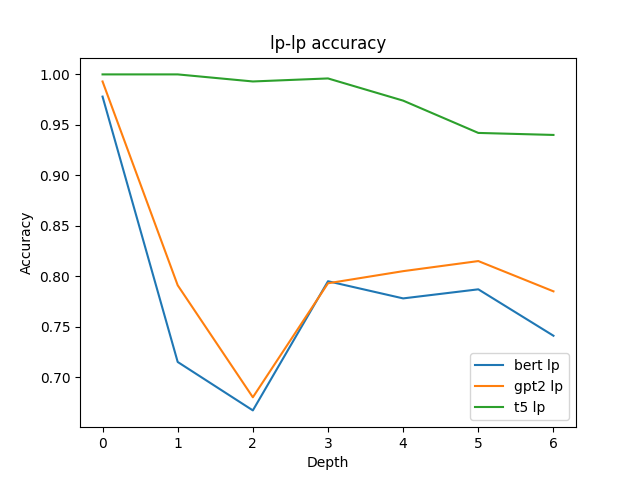 lp-lp accuracy
1.00
0.95
0.90
0.85
0.80
0.75
0.70
Accuracy
0 1 2 3 4 5 6
Depth
bert lp
gpt2 lp
t5 lp